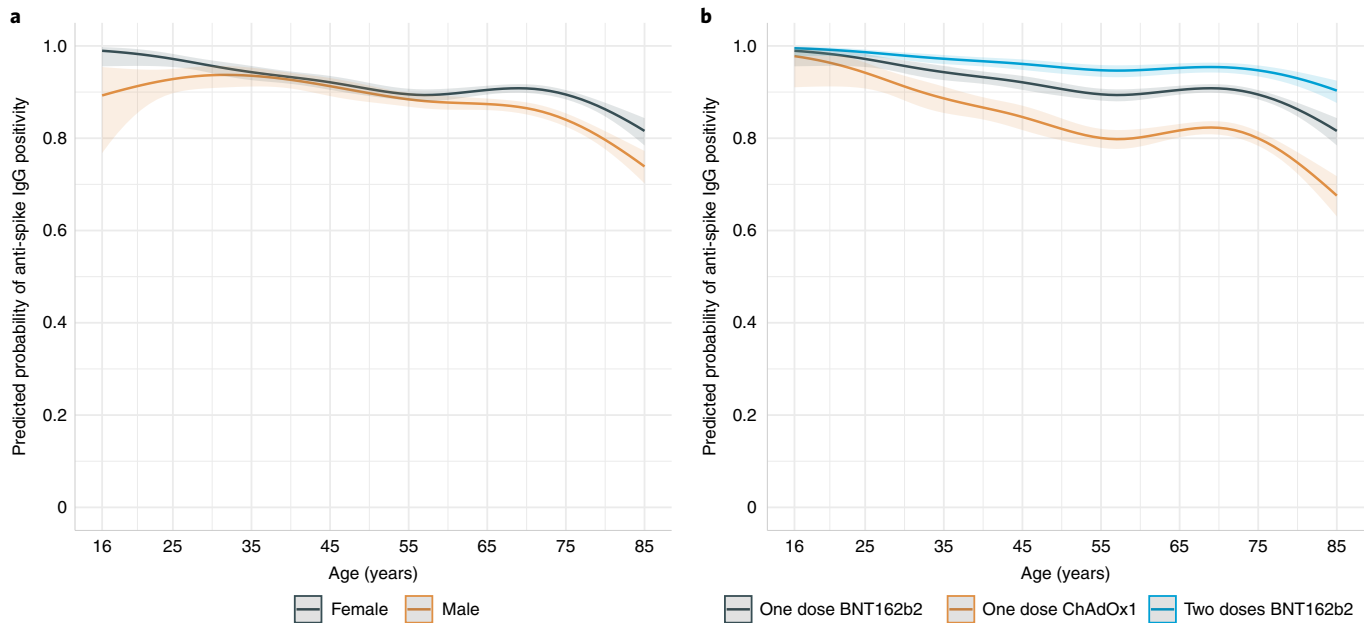 a
Predicted probability of anti-spike IgG positivity
1.0
0.8
0.6
0.4
0.2
0
16 25 35 45 55 65 75 85
Age (years)
Female Male
b
Predicted probability of anti-spike IgG positivity
1.0
0.8
0.6
0.4
0.2
0
16 25 35 45 55 65 75 85
Age (years)
One dose BNT162b2 One dose ChAdOx1 Two doses BNT162b2